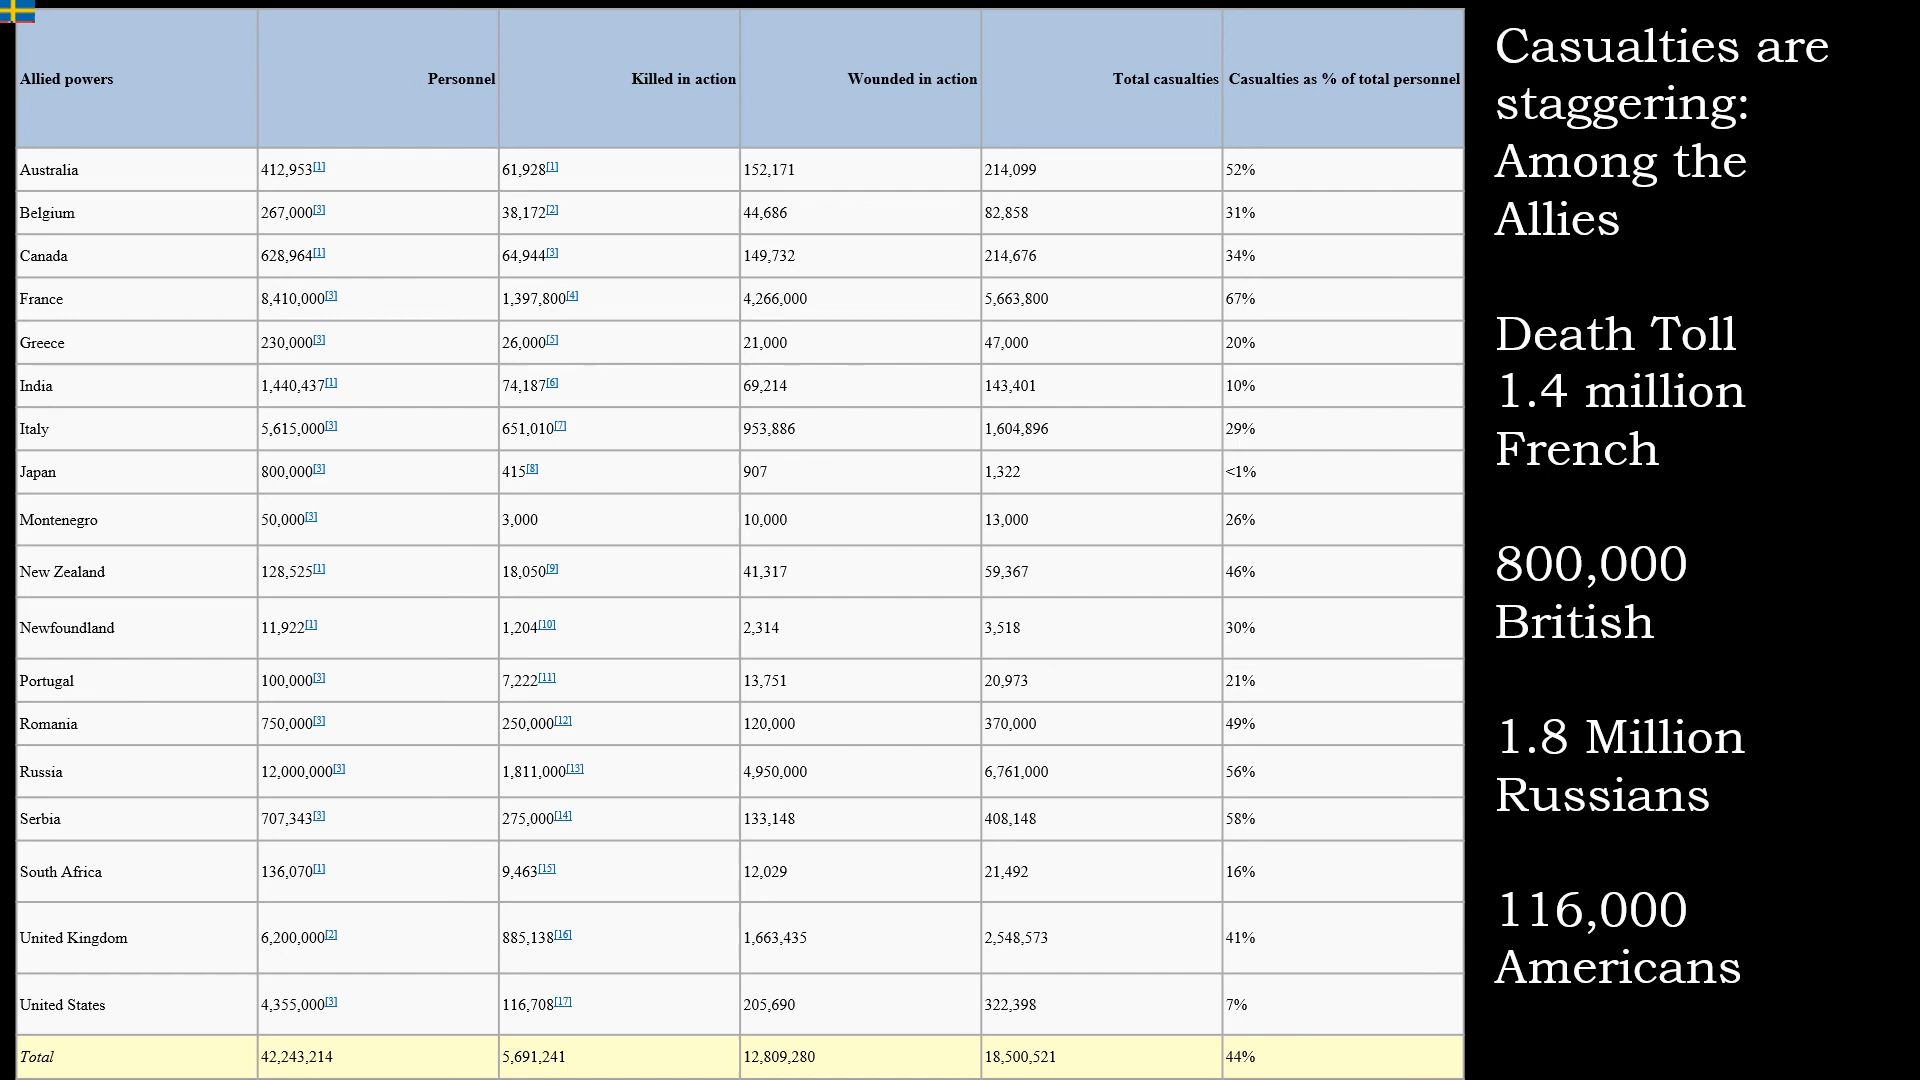 Allied powers Personnel Killed in action Wounded in action Total casualties Casualties as % of total personnel
Australia 412,953[1] 61,928[1] 152,171 214,099 52%
Belgium 267,000[3] 38,172[2] 44,686 82,858 31%
Canada 628,964[1] 64,944[3] 149,732 214,676 34%
France 8,410,000[3] 1,397,800[4] 4,266,000 5,663,800 67%
Greece 230,000[3] 26,000[5] 21,000 47,000 20%
India 1,440,437[1] 74,187[6] 69,214 143,401 10%
Italy 5,615,000[3] 651,010[7] 953,886 1,604,896 29%
Japan 800,000[3] 415[8] 907 1,322 <1%
Montenegro 50,000[3] 3,000 10,000 13,000 26%
New Zealand 128,525[1] 18,050[9] 41,317 59,367 46%
Newfoundland 11,922[1] 1,204[10] 2,314 3,518 30%
Portugal 100,000[3] 7,222[11] 13,751 20,973 21%
Romania 750,000[3] 250,000[12] 120,000 370,000 49%
Russia 12,000,000[3] 1,811,000[13] 4,950,000 6,761,000 56%
Serbia 707,343[3] 275,000[14] 133,148 408,148 58%
South Africa 136,070[1] 9,463[15] 12,029 21,492 16%
United Kingdom 6,200,000[2] 885,138[16] 1,663,435 2,548,573 41%
United States 4,355,000[3] 116,708[17] 205,690 322,398 7%
Total 42,243,214 5,691,241 12,809,280 18,500,521 44%
Casualties are
staggering:
Among the
Allies
Death Toll
1.4 million
French
800,000
British
1.8 Million
Russians
116,000
Americans